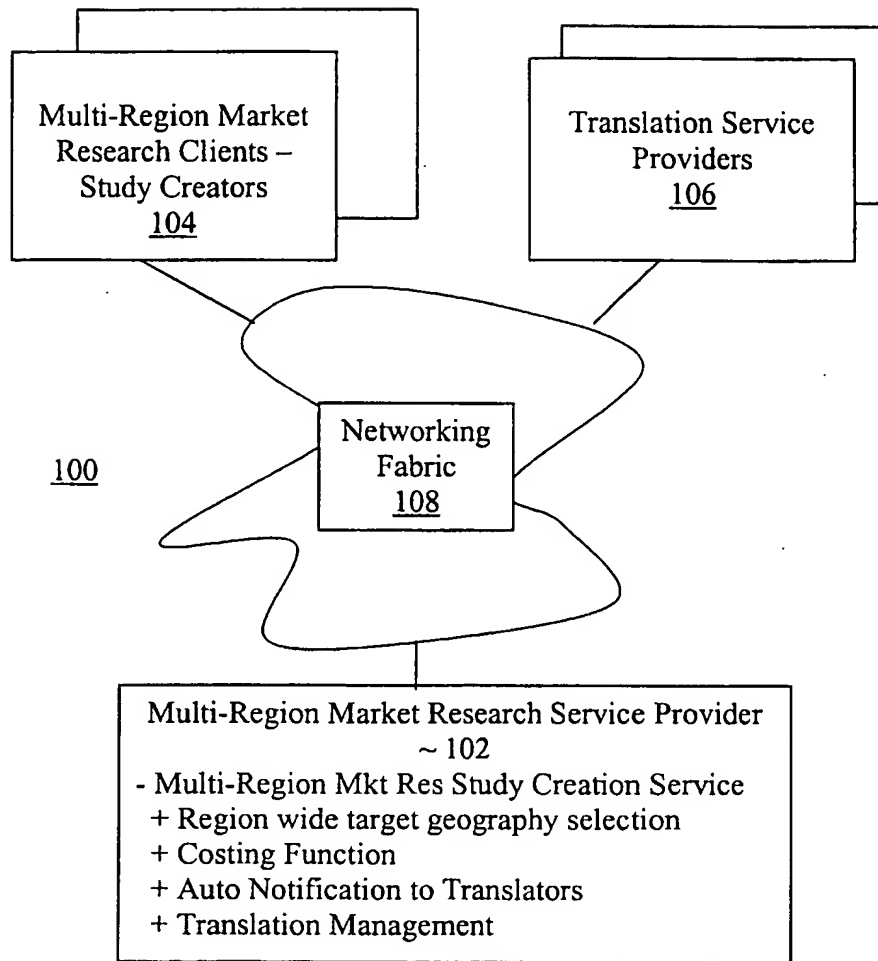 Multi-Region Market
Research Clients –
Study Creators
104
Translation Service
Providers
106
Networking
Fabric
108
100
Multi-Region Market Research Service Provider
~ 102
- Multi-Region Mkt Res Study Creation Service
+ Region wide target geography selection
+ Costing Function
+ Auto Notification to Translators
+ Translation Management